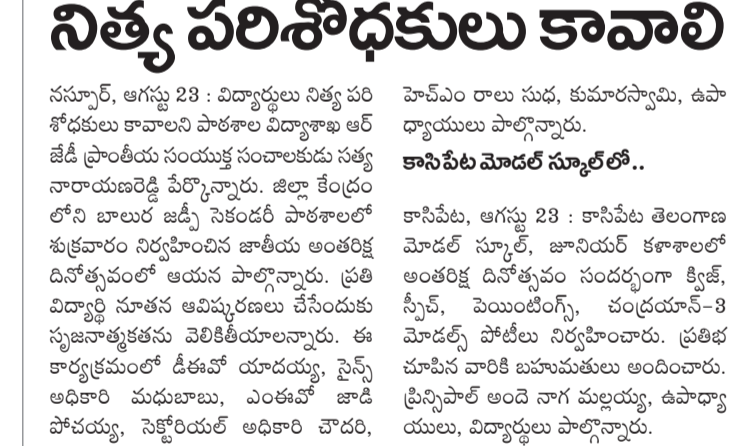 నిత్య పరిశోధకులు కావాలి
నస్పూర్, ఆగస్టు 23 : విద్యార్థులు నిత్య పరి
శోధకులు కావాలని పాఠశాల విద్యాశాఖ ఆర్
జేడీ ప్రాంతీయ సంయుక్త సంచాలకుడు సత్య
నారాయణరెడ్డి పేర్కొన్నారు. జిల్లా కేంద్రం
లోని బాలుర జడ్పీ సెకండరీ పాఠశాలలో
శుక్రవారం నిర్వహించిన జాతీయ అంతరిక్ష
దినోత్సవంలో ఆయన పాల్గొన్నారు. ప్రతి
విద్యార్థి నూతన ఆవిష్కరణలు చేసేందుకు
సృజనాత్మకతను వెలికితీయాలన్నారు. ఈ
కార్యక్రమంలో డీఈవో యాదయ్య, సైన్స్
అధికారి మధుబాబు, ఎంఈవో జాడి
పోచయ్య, సెక్టోరియల్ అధికారి చౌదరి,
హెచ్ఎం రాలు సుధ, కుమారస్వామి, ఉపా
ధ్యాయులు పాల్గొన్నారు.
కాసిపేట మోడల్ స్కూల్‌లో..
కాసిపేట, ఆగస్టు 23 : కాసిపేట తెలంగాణ
మోడల్ స్కూల్, జూనియర్ కళాశాలలో
అంతరిక్ష దినోత్సవం సందర్భంగా క్విజ్,
స్పీచ్, పెయింటింగ్స్, చంద్రయాన్-3
మోడల్స్ పోటీలు నిర్వహించారు. ప్రతిభ
చూపిన వారికి బహుమతులు అందించారు.
ప్రిన్సిపాల్ అందె నాగ మల్లయ్య, ఉపాధ్యా
యులు, విద్యార్థులు పాల్గొన్నారు.